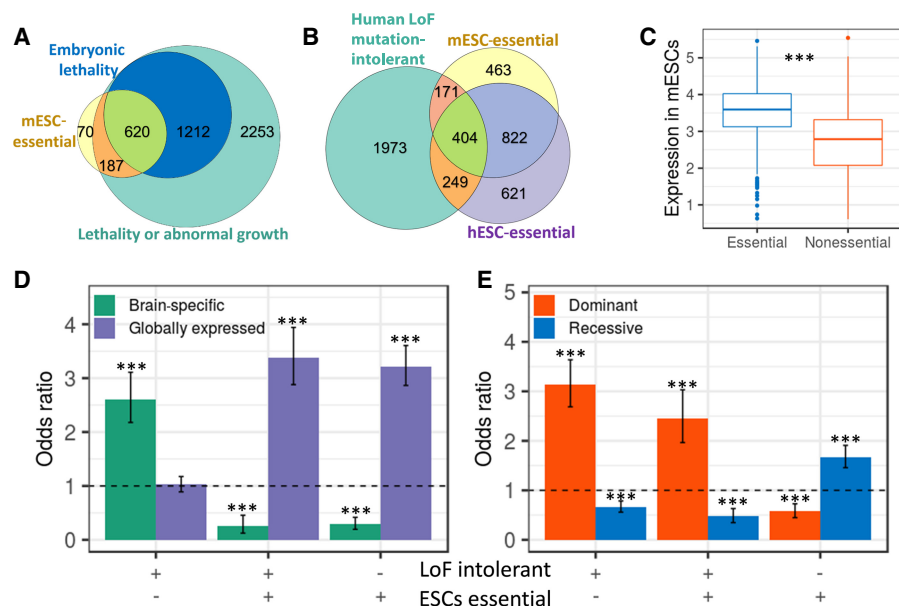 A
Embryonic
lethality
mESC-
essential
70
620
1212
2253
187
Lethality or abnormal growth
B
Human LoF
mutation-
intolerant
mESC-essential
463
171
1973
404
822
249
621
hESC-essential
C
Expression in mESCs
5
4
3
2
1
***
Essential
Nonessential
D
Brain-specific
Globally expressed
Odds ratio
4
3
2
1
0
***
***
***
***
***
E
Dominant
Recessive
Odds ratio
5
4
3
2
1
0
***
***
***
***
***
***
+ + - LoF intolerant + + -
- + + ESCs essential - + +